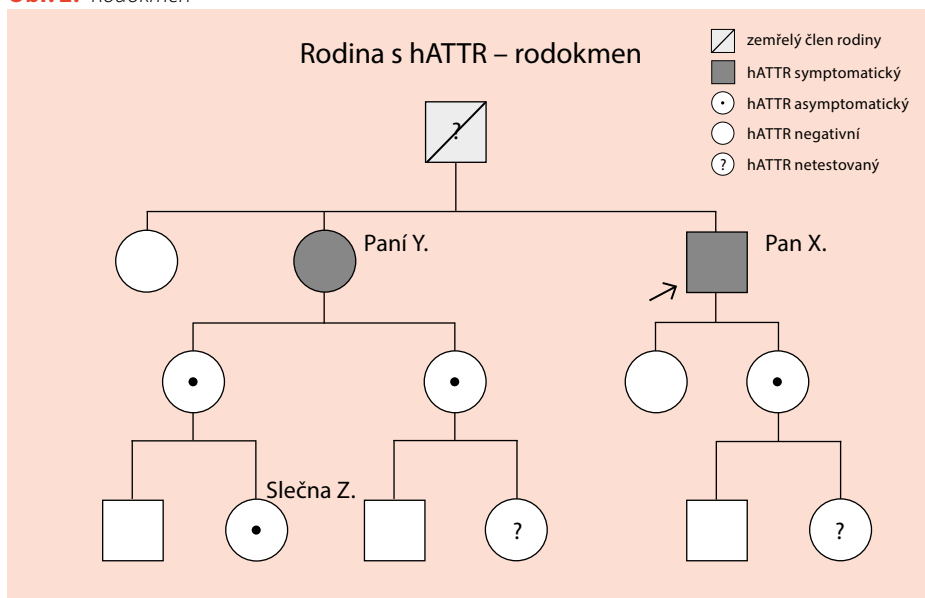 Obr. 2. Rodokmen
Rodina s hATTR – rodokmen
zemřelý člen rodiny
hATTR symptomatický
hATTR asymptomatický
hATTR negativní
? hATTR netestovaný
?
Paní Y.
Pan X.
Slečna Z.
?
?